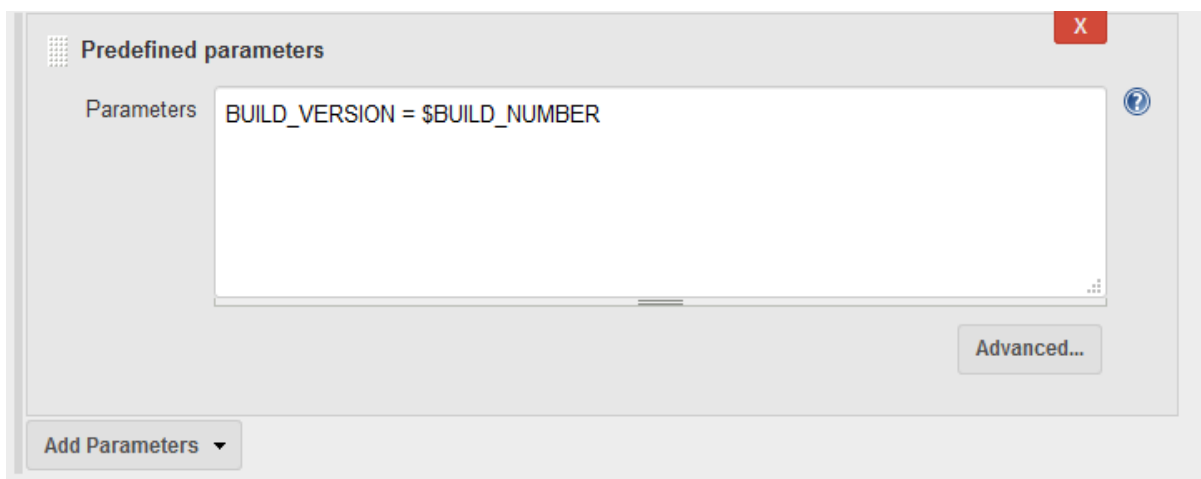 X
Predefined parameters
Parameters
BUILD_VERSION = $BUILD_NUMBER
?
Advanced...
Add Parameters